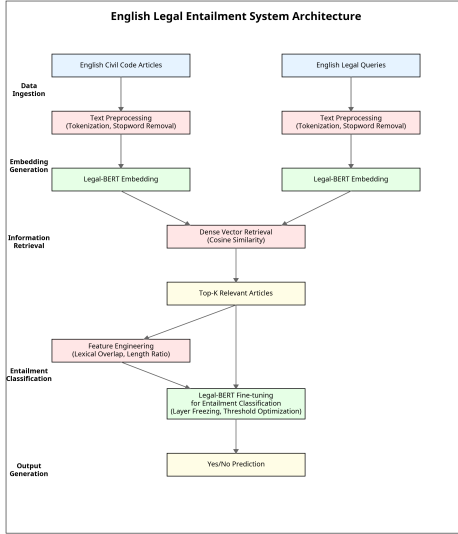 English Legal Entailment System Architecture
English Civil Code Articles
English Legal Queries
Data
Ingestion
Text Preprocessing
(Tokenization, Stopword Removal)
Text Preprocessing
(Tokenization, Stopword Removal)
Embedding
Generation
Legal-BERT Embedding
Legal-BERT Embedding
Information
Retrieval
Dense Vector Retrieval
(Cosine Similarity)
Top-K Relevant Articles
Feature Engineering
(Lexical Overlap, Length Ratio)
Entailment
Classification
Legal-BERT Fine-tuning
for Entailment Classification
(Layer Freezing, Threshold Optimization)
Output
Generation
Yes/No Prediction